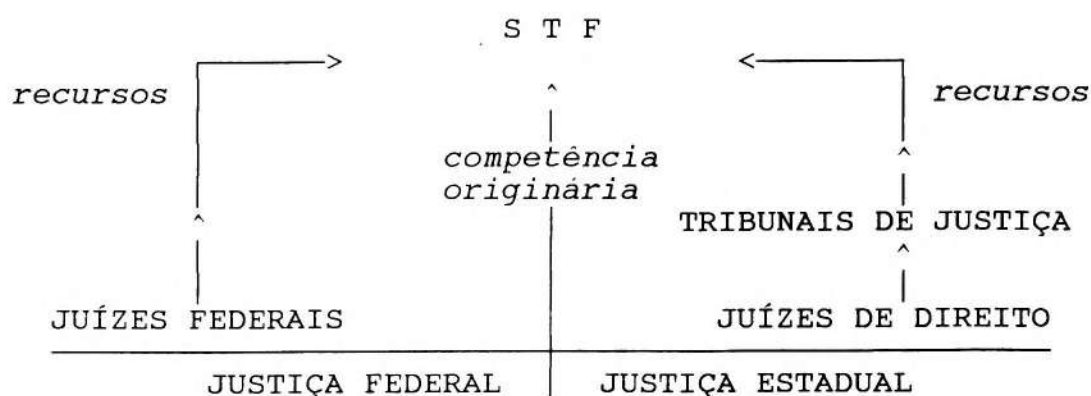 S T F
recursos
recursos
competência
originária
TRIBUNAIS DE JUSTIÇA
JUÍZES FEDERAIS
JUÍZES DE DIREITO
JUSTIÇA FEDERAL
JUSTIÇA ESTADUAL